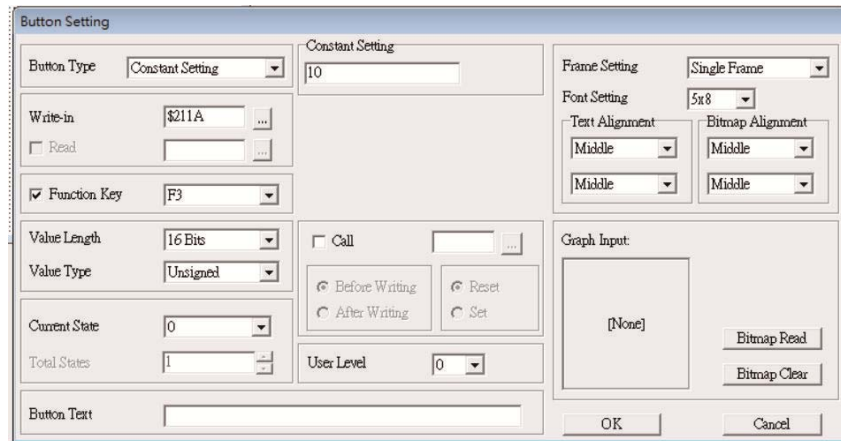 Button Setting
Button Type Constant Setting
Constant Setting
10
Write-in $211A ...
Read ...
Function Key F3
Value Length 16 Bits
Value Type Unsigned
Current State 0
Total States 1
Call ...
Before Writing Reset
After Writing Set
User Level 0
Button Text
Frame Setting Single Frame
Font Setting 5x8
Text Alignment Bitmap Alignment
Middle Middle
Middle Middle
Graph Input:
[None]
Bitmap Read
Bitmap Clear
OK Cancel